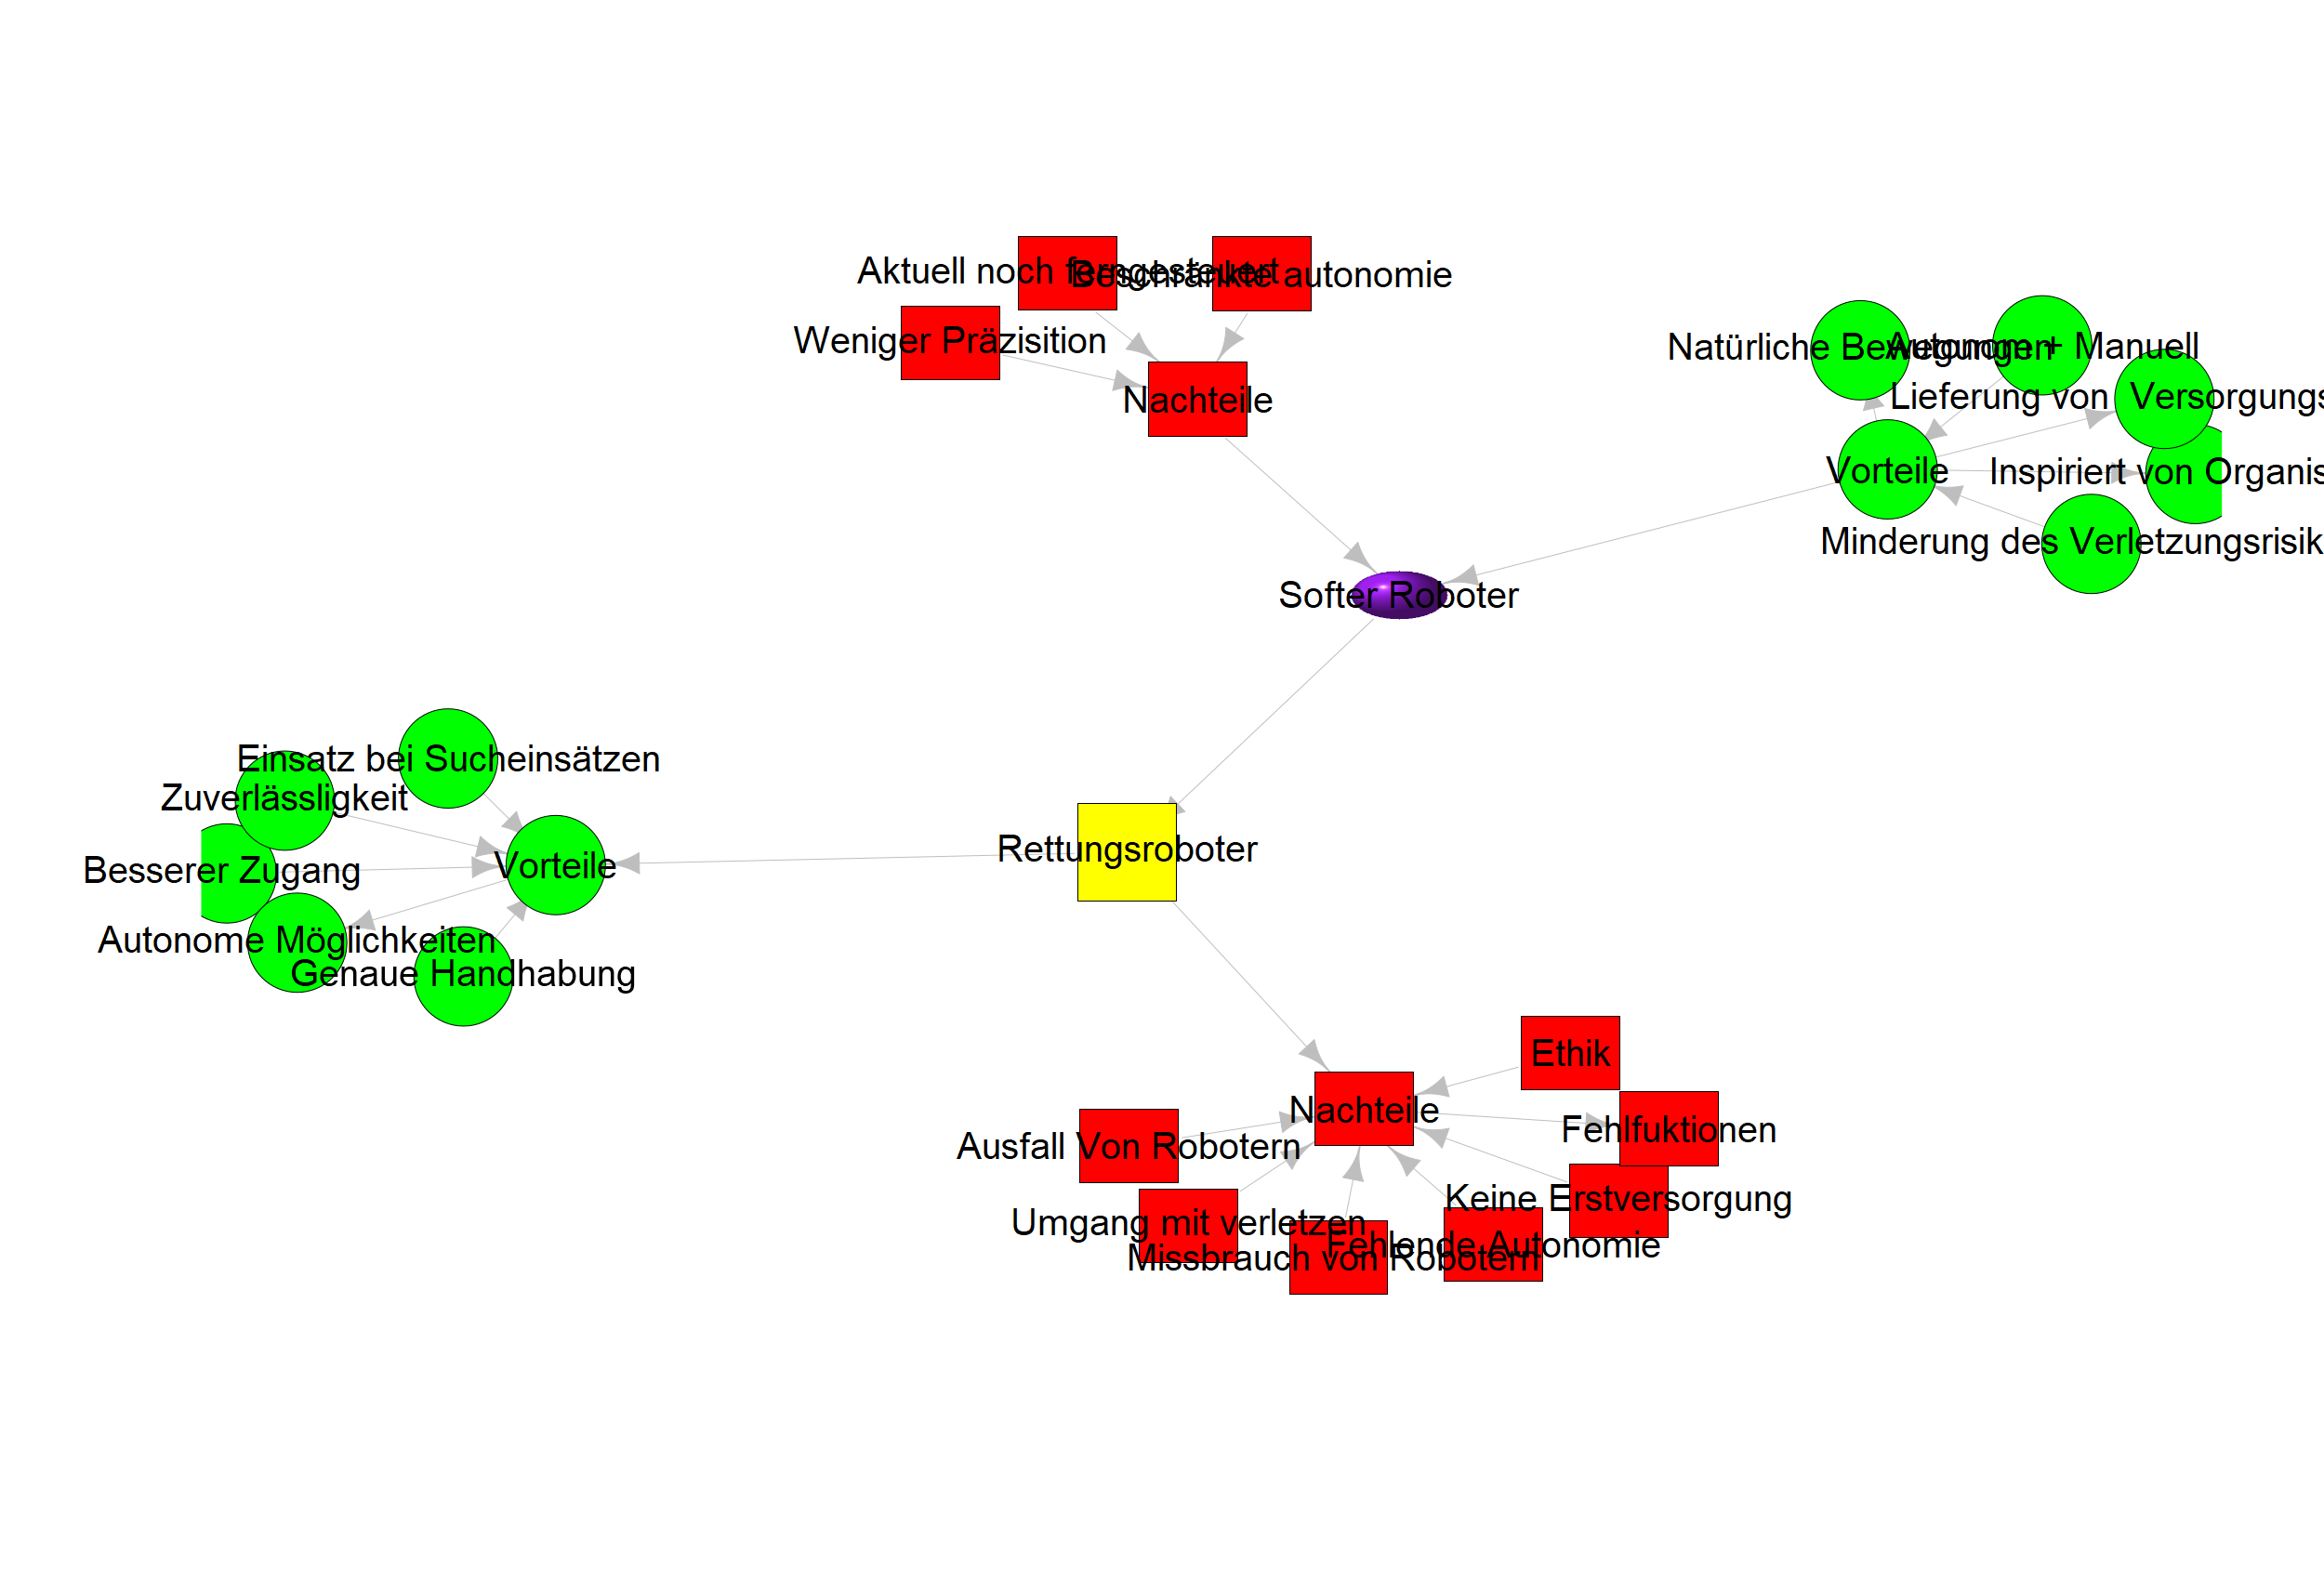 Aktuell noch ferngesteuert
Beschränkte autonomie
Weniger Präzisition
Nachteile
Natürliche Bewegungen
Autonom + Manuell
Lieferung von Versorgungs
Vorteile
Inspiriert von Organis
Minderung des Verletzungsrisik
Softer Roboter
Einsatz bei Sucheinsätzen
Zuverlässligkeit
Besserer Zugang
Vorteile
Rettungsroboter
Autonome Möglichkeiten
Genaue Handhabung
Ethik
Nachteile
Fehlfuktionen
Ausfall Von Robotern
Keine Erstversorgung
Umgang mit verletzen
Fehlende Autonomie
Missbrauch von Robotern